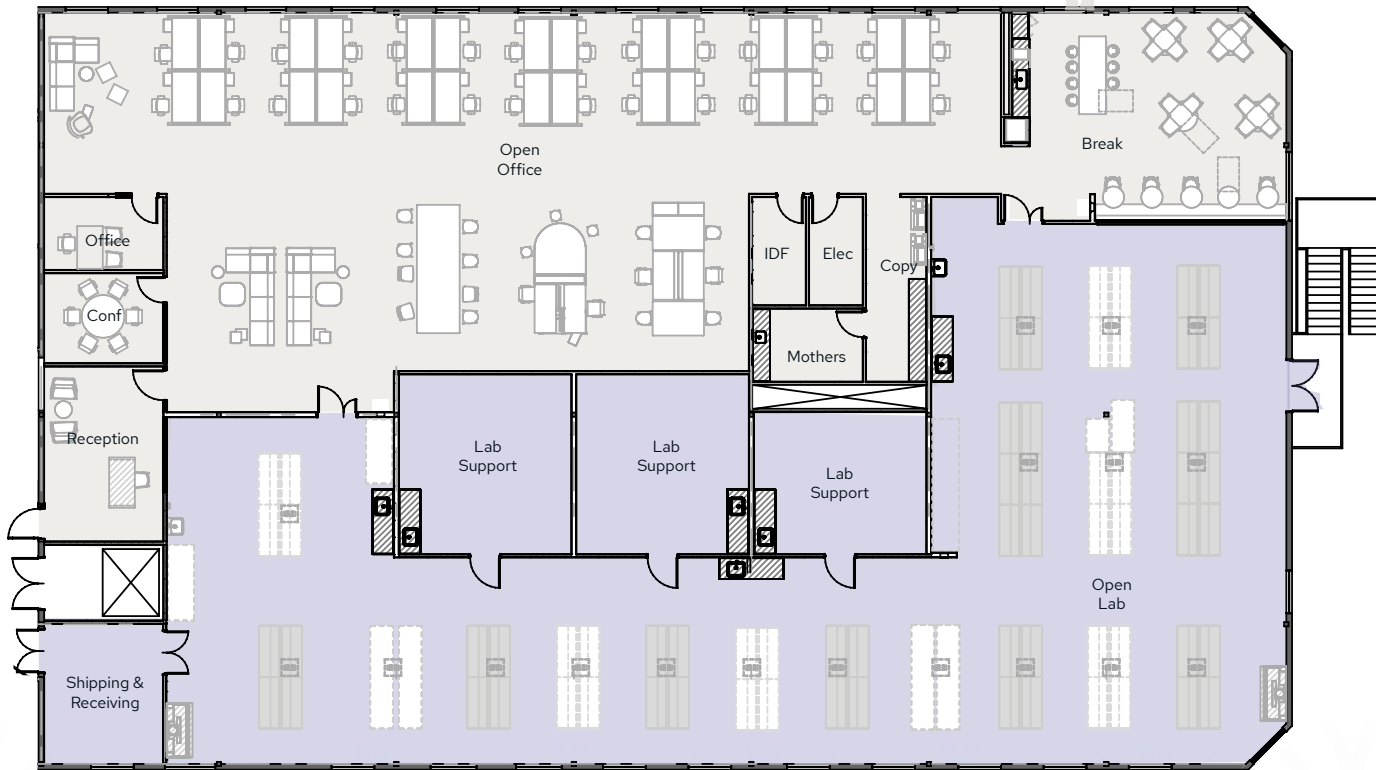 Open
Office
Break
Office
IDF
Elec
Copy
Conf
Mothers
Reception
Lab
Support
Lab
Support
Lab
Support
Open
Lab
Shipping &
Receiving